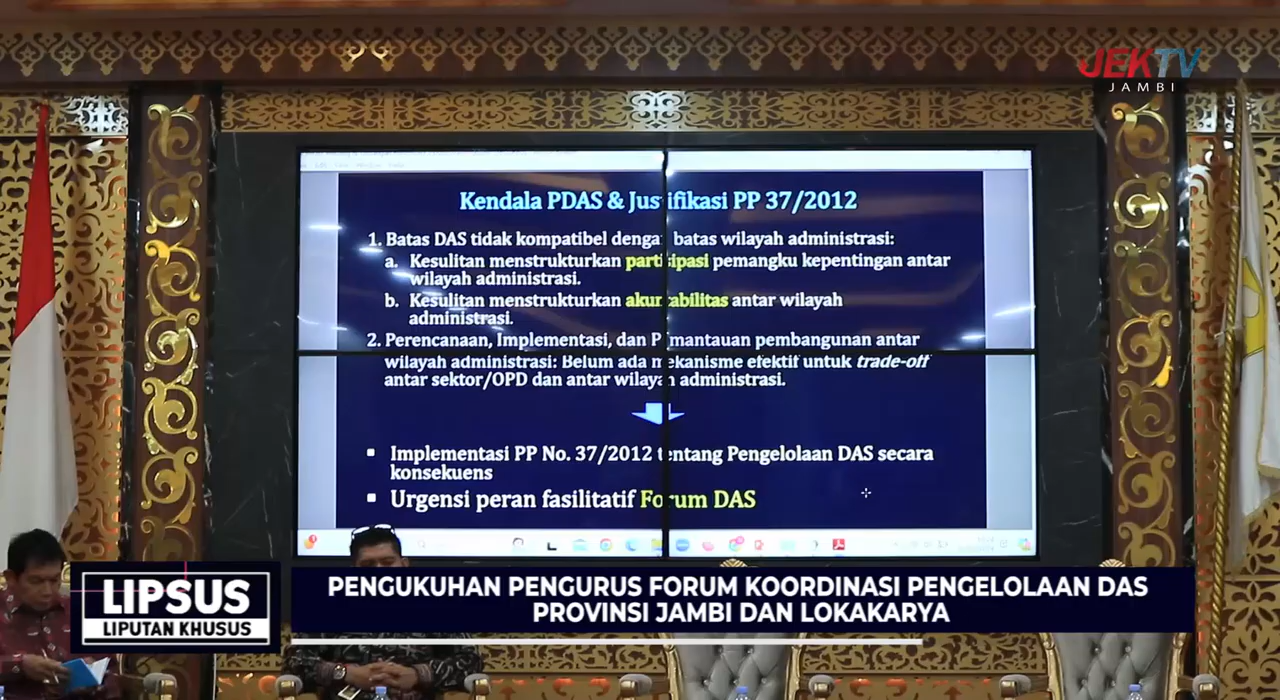 JEKTV
JAMBI
Kendala PDAS & Justifikasi PP 37/2012
1. Batas DAS tidak kompatibel dengan batas wilayah administrasi:
a. Kesulitan menstrukturkan partisipasi pemangku kepentingan antar
wilayah administrasi.
b. Kesulitan menstrukturkan akuntabilitas antar wilayah
administrasi.
2. Perencanaan, Implementasi, dan Pemantauan pembangunan antar
wilayah administrasi: Belum ada mekanisme efektif untuk trade-off
antar sektor/OPD dan antar wilayah administrasi.
▪ Implementasi PP No. 37/2012 tentang Pengelolaan DAS secara
konsekuens
▪ Urgensi peran fasilitatif Forum DAS
LIPSUS
LIPUTAN KHUSUS
PENGUKUHAN PENGURUS FORUM KOORDINASI PENGELOLAAN DAS
PROVINSI JAMBI DAN LOKAKARYA